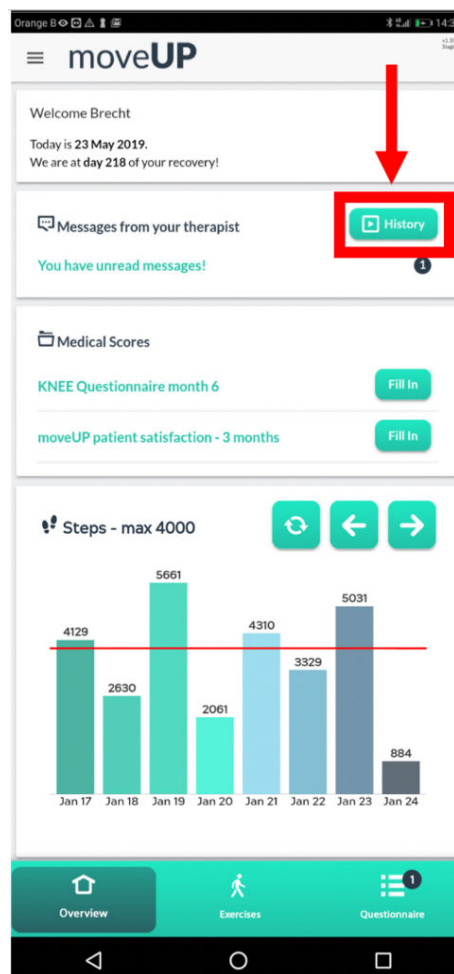 Orange B 14:3
moveUP
Welcome Brecht
Today is 23 May 2019.
We are at day 218 of your recovery!
Messages from your therapist
History
You have unread messages!
1
Medical Scores
KNEE Questionnaire month 6
Fill In
moveUP patient satisfaction - 3 months
Fill In
Steps - max 4000
5661
5031
4310
4129
3329
2630
2061
884
Jan 17 Jan 18 Jan 19 Jan 20 Jan 21 Jan 22 Jan 23 Jan 24
1
Overview Exercises Questionnaire